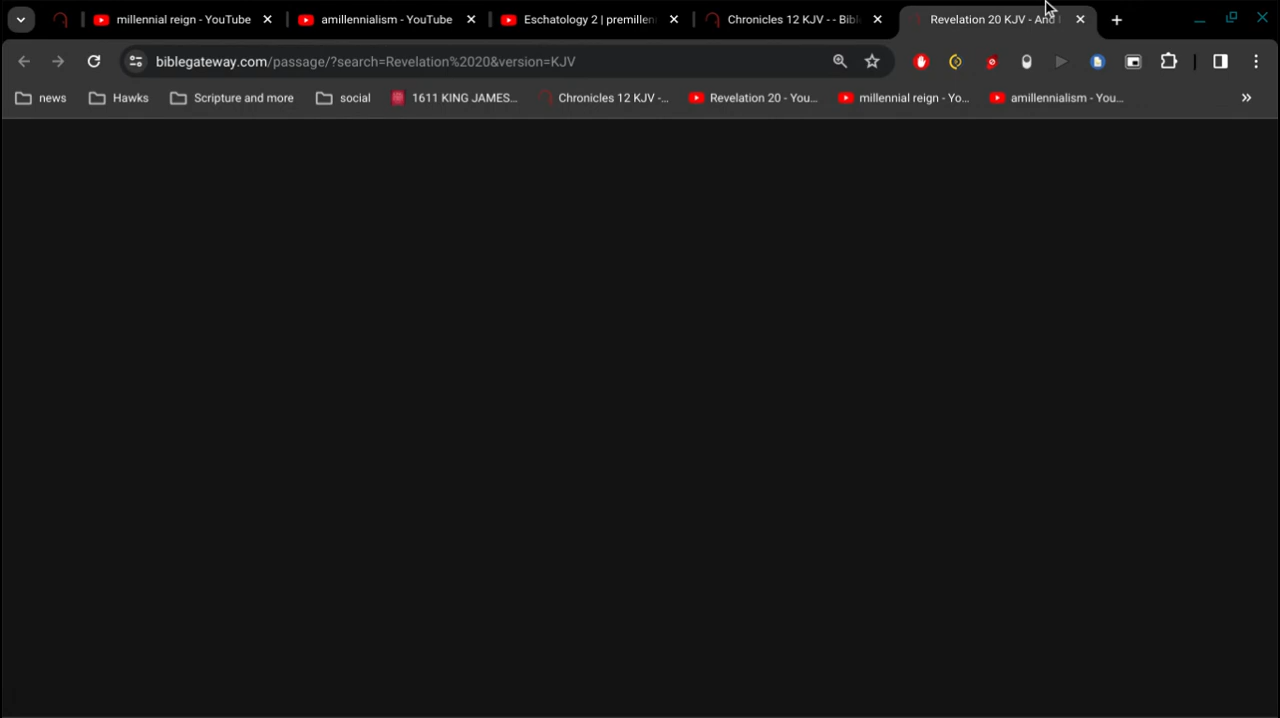 millennial reign - YouTube
amillennialism - YouTube
Eschatology 2 | premillen
Chronicles 12 KJV - - Bibl
Revelation 20 KJV - And
biblegateway.com/passage/?search=Revelation%2020&version=KJV
news
Hawks
Scripture and more
social
1611 KING JAMES...
Chronicles 12 KJV -...
Revelation 20 - You...
millennial reign - Yo...
amillennialism - You...